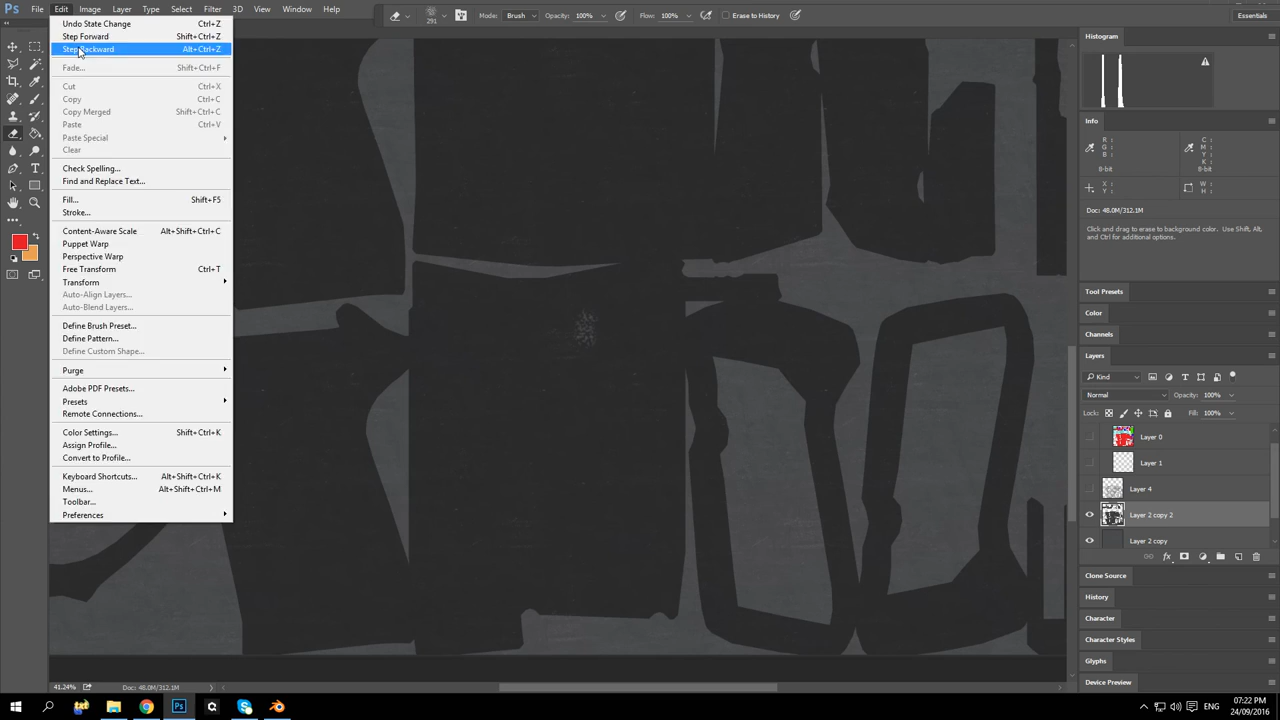 Ps File Edit Image Layer Type Select Filter 3D View Window Help
291 Mode: Brush Opacity: 100% Flow: 100% Erase to History Essentials
Undo State Change Ctrl+Z
Step Forward Shift+Ctrl+Z
Step Backward Alt+Ctrl+Z
Fade... Shift+Ctrl+F
Cut Ctrl+X
Copy Ctrl+C
Copy Merged Shift+Ctrl+C
Paste Ctrl+V
Paste Special
Clear
Check Spelling...
Find and Replace Text...
Fill... Shift+F5
Stroke...
Content-Aware Scale Alt+Shift+Ctrl+C
Puppet Warp
Perspective Warp
Free Transform Ctrl+T
Transform
Auto-Align Layers...
Auto-Blend Layers...
Define Brush Preset...
Define Pattern...
Define Custom Shape...
Purge
Adobe PDF Presets...
Presets
Remote Connections...
Color Settings... Shift+Ctrl+K
Assign Profile...
Convert to Profile...
Keyboard Shortcuts... Alt+Shift+Ctrl+K
Menus... Alt+Shift+Ctrl+M
Toolbar...
Preferences
Histogram
Info
R: C:
G: M:
B: Y:
K:
8-bit 8-bit
X: W:
Y: H:
Doc: 48.0M/312.1M
Click and drag to erase to background color. Use Shift, Alt,
and Ctrl for additional options.
Tool Presets
Color
Channels
Layers
Kind
Normal Opacity: 100%
Lock: Fill: 100%
Layer 0
Layer 1
Layer 4
Layer 2 copy 2
Layer 2 copy
fx
Clone Source
History
Character
Character Styles
Glyphs
Device Preview
41.24% Doc: 48.0M/312.1M
Ps ENG 07:22 PM
24/09/2016